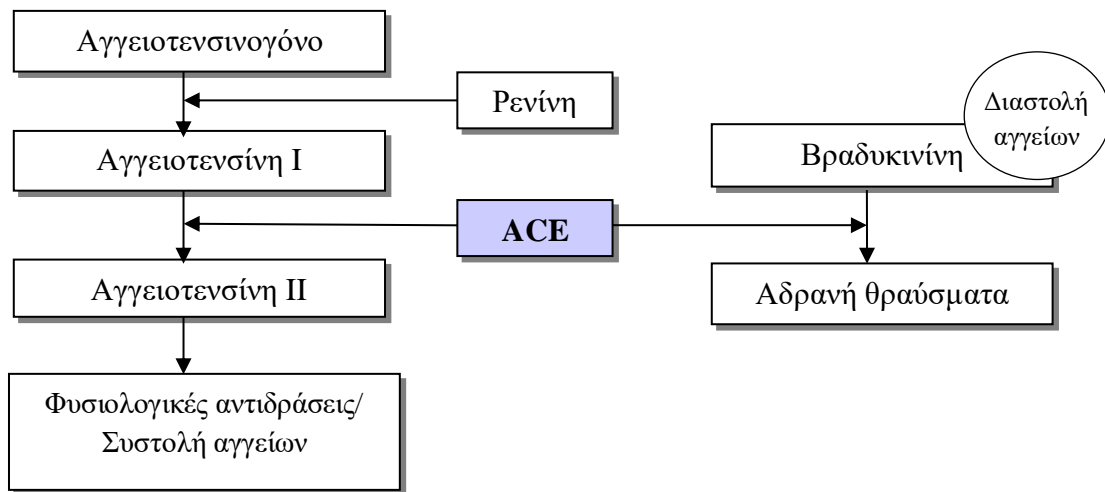 Αγγειοτενσινογόνο
Ρενίνη
Διαστολή
αγγείων
Αγγειοτενσίνη Ι
Βραδυκινίνη
ACE
Αγγειοτενσίνη ΙΙ
Αδρανή θραύσματα
Φυσιολογικές αντιδράσεις/
Συστολή αγγείων